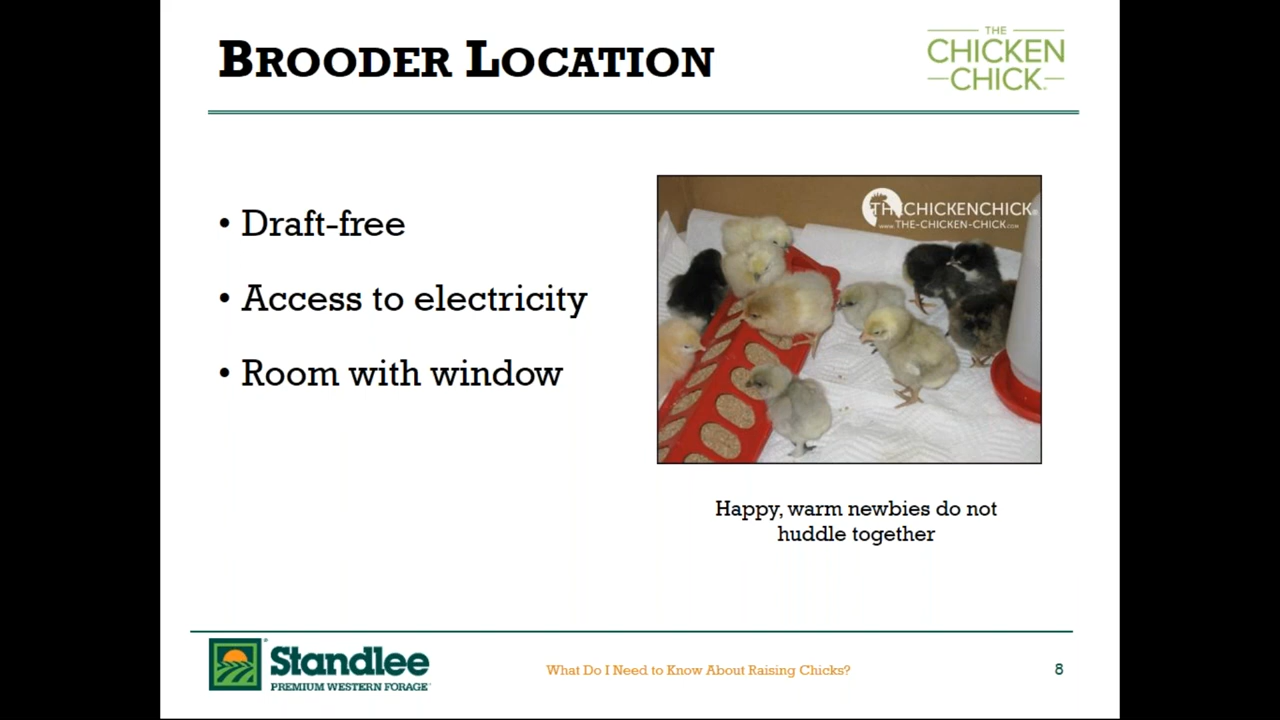 BROODER LOCATION
THE
CHICKEN
CHICK®
• Draft-free
• Access to electricity
• Room with window
THECHICKENCHICK®
WWW.THE-CHICKEN-CHICK.COM
Happy, warm newbies do not
huddle together
Standlee®
PREMIUM WESTERN FORAGE®
What Do I Need to Know About Raising Chicks?
8